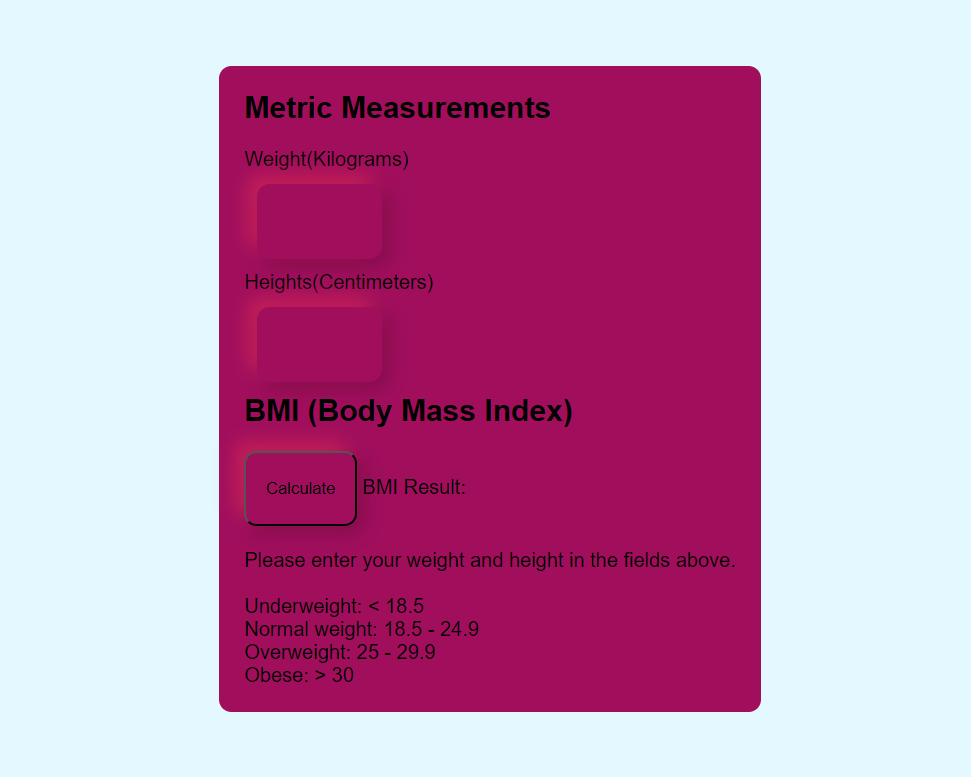 Metric Measurements
Weight(Kilograms)
Heights(Centimeters)
BMI (Body Mass Index)
Calculate BMI Result:
Please enter your weight and height in the fields above.
Underweight: < 18.5
Normal weight: 18.5 - 24.9
Overweight: 25 - 29.9
Obese: > 30